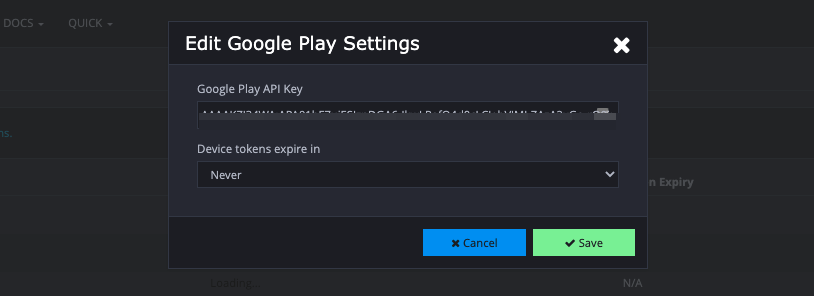 DOCS
QUICK
Edit Google Play Settings
Google Play API Key
ns.
Device tokens expire in
Never
n Expiry
Cancel
Save
Loading...
N/A